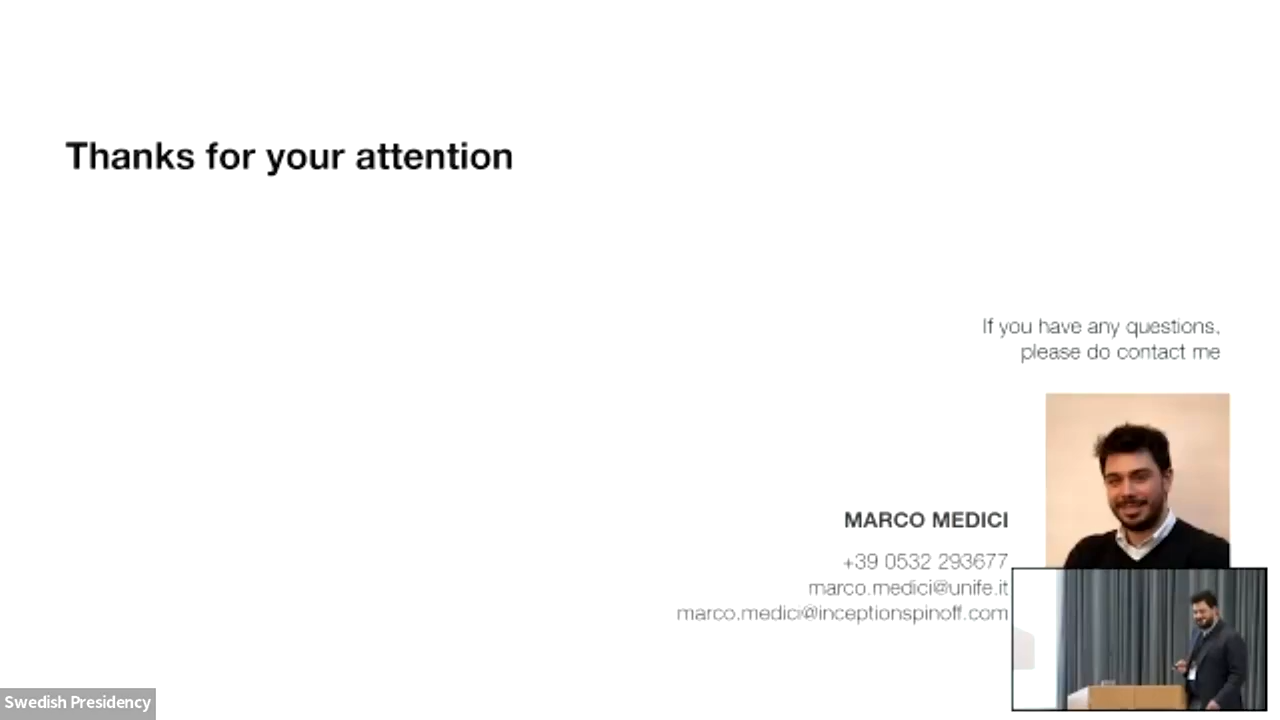 Thanks for your attention
If you have any questions,
please do contact me
MARCO MEDICI
+39 0532 293677
marco.medici@unife.it
marco.medici@inceptionspinoff.com
Swedish Presidency